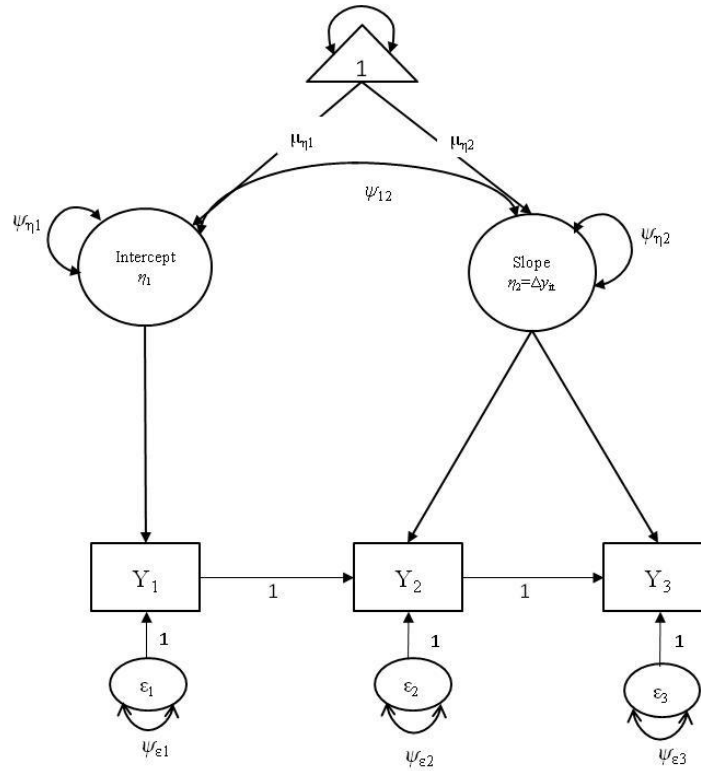 1
μη1
μη2
ψ12
ψη1
Intercept
η1
Slope
η2=Δyit
ψη2
Y1
1
Y2
1
Y3
1
1
1
ε1
ε2
ε3
ψε1
ψε2
ψε3